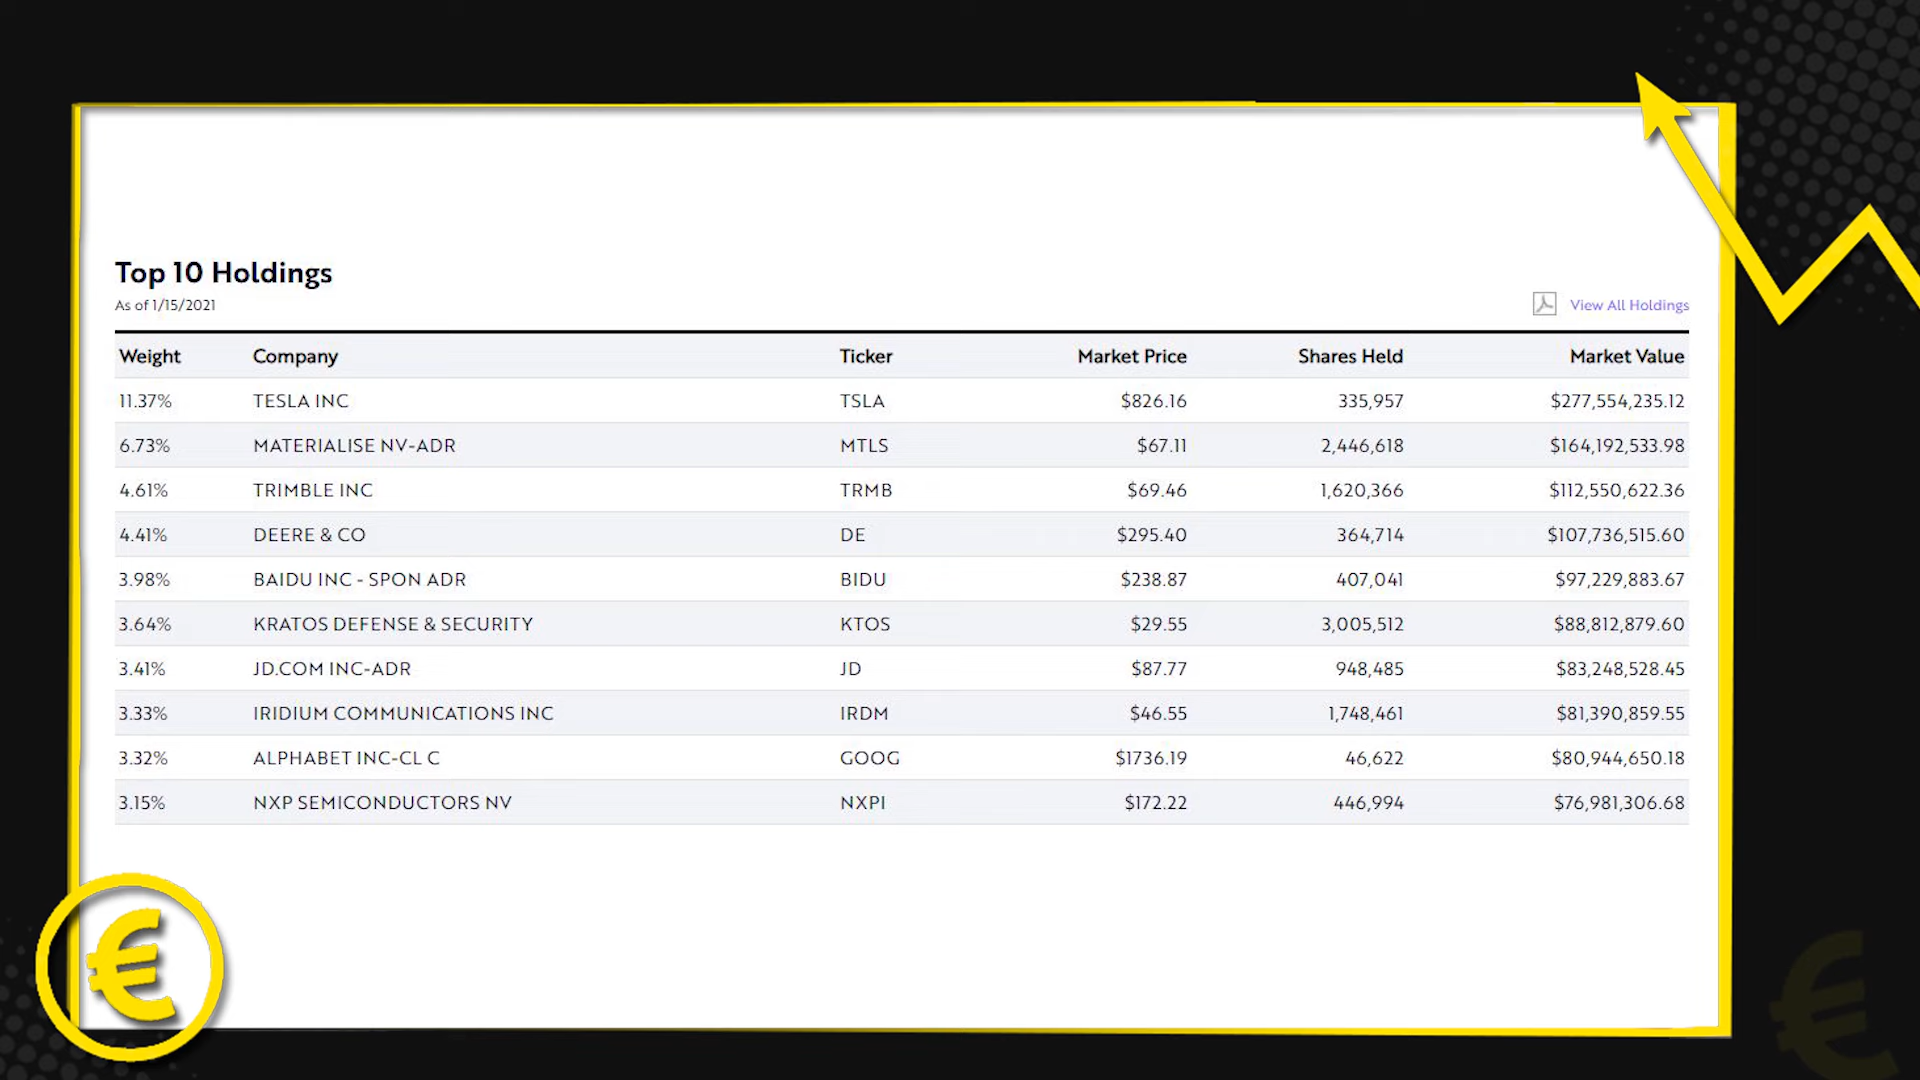 Top 10 Holdings
As of 1/15/2021
View All Holdings
Weight Company Ticker Market Price Shares Held Market Value
11.37% TESLA INC TSLA $826.16 335,957 $277,554,235.12
6.73% MATERIALISE NV-ADR MTLS $67.11 2,446,618 $164,192,533.98
4.61% TRIMBLE INC TRMB $69.46 1,620,366 $112,550,622.36
4.41% DEERE & CO DE $295.40 364,714 $107,736,515.60
3.98% BAIDU INC - SPON ADR BIDU $238.87 407,041 $97,229,883.67
3.64% KRATOS DEFENSE & SECURITY KTOS $29.55 3,005,512 $88,812,879.60
3.41% JD.COM INC-ADR JD $87.77 948,485 $83,248,528.45
3.33% IRIDIUM COMMUNICATIONS INC IRDM $46.55 1,748,461 $81,390,859.55
3.32% ALPHABET INC-CL C GOOG $1736.19 46,622 $80,944,650.18
3.15% NXP SEMICONDUCTORS NV NXPI $172.22 446,994 $76,981,306.68
€
€